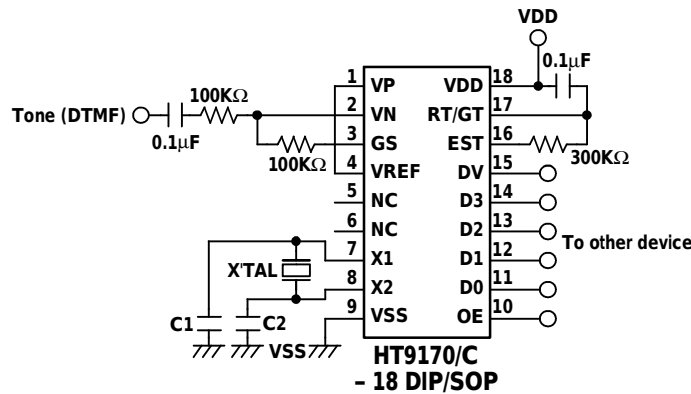 VDD
0.1μF
Tone (DTMF)
100KΩ
0.1μF
100KΩ
1 VP VDD 18
2 VN RT/GT 17
3 GS EST 16
300KΩ
4 VREF DV 15
5 NC D3 14
6 NC D2 13
To other device
7 X1 D1 12
X'TAL
8 X2 D0 11
9 VSS OE 10
C1
C2
VSS
HT9170/C
– 18 DIP/SOP